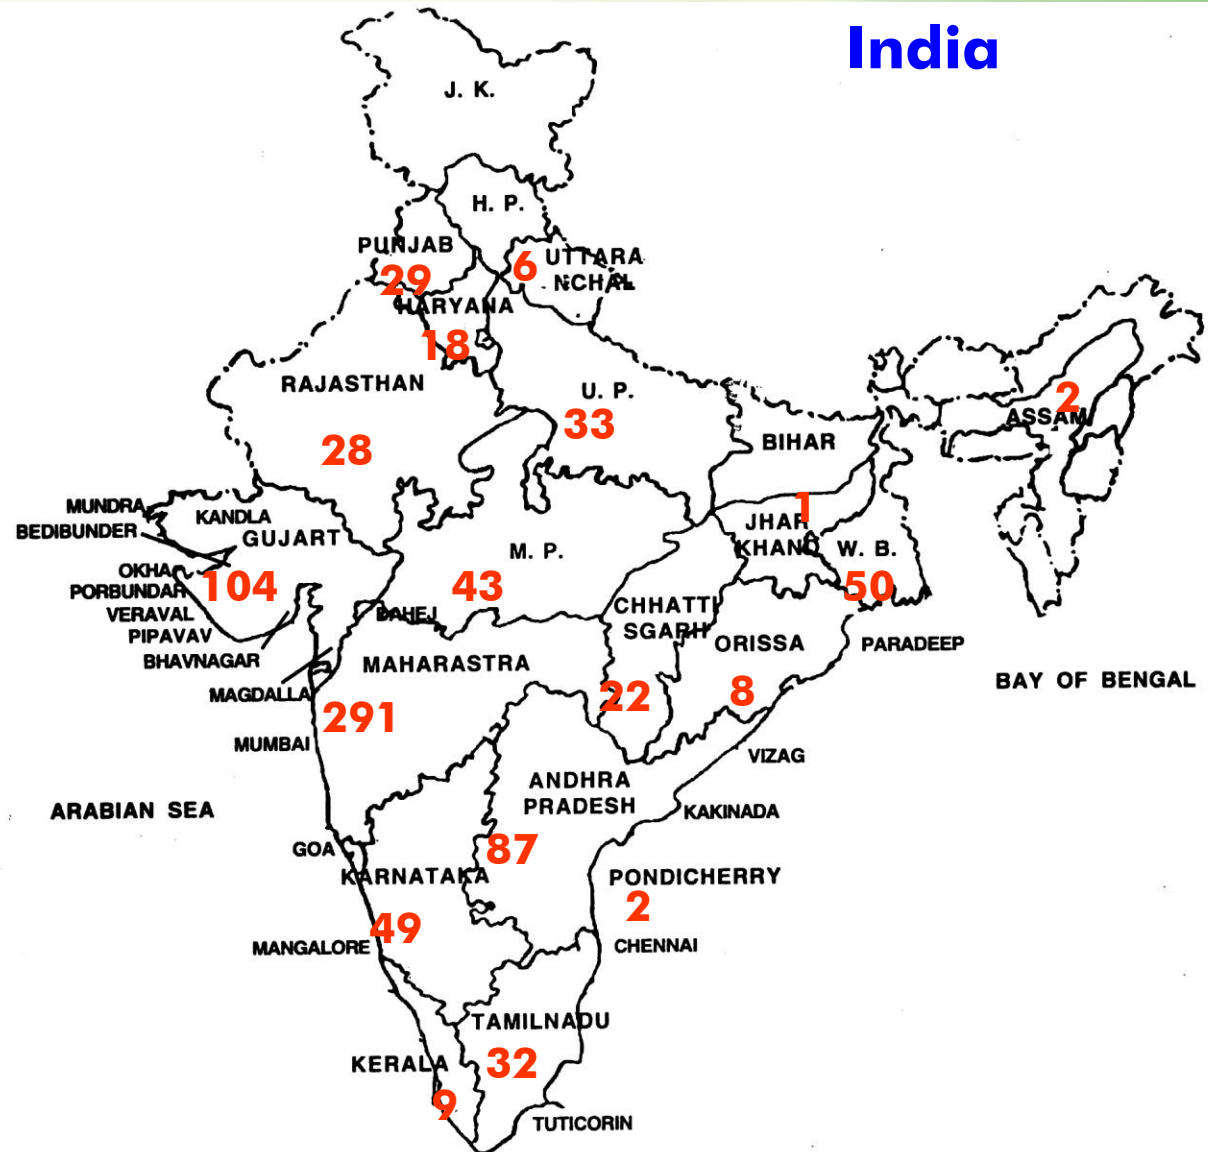 India
J. K.
H. P.
PUNJAB
29
6
UTTARA
NCHAL
HARYANA
18
RAJASTHAN
28
U. P.
33
2
ASSAM
BIHAR
1
JHAR
KHAND
W. B.
50
MUNDRA
KANDLA
BEDIBUNDER
GUJART
OKHA
PORBUNDAR
104
VERAVAL
PIPAVAV
BHAVNAGAR
M. P.
43
DAHEJ
CHHATTI
SGARH
22
ORISSA
8
PARADEEP
BAY OF BENGAL
MAHARASTRA
MAGDALLA
291
MUMBAI
VIZAG
ANDHRA
PRADESH
87
KAKINADA
ARABIAN SEA
GOA
KARNATAKA
49
PONDICHERRY
2
MANGALORE
CHENNAI
TAMILNADU
32
KERALA
9
TUTICORIN